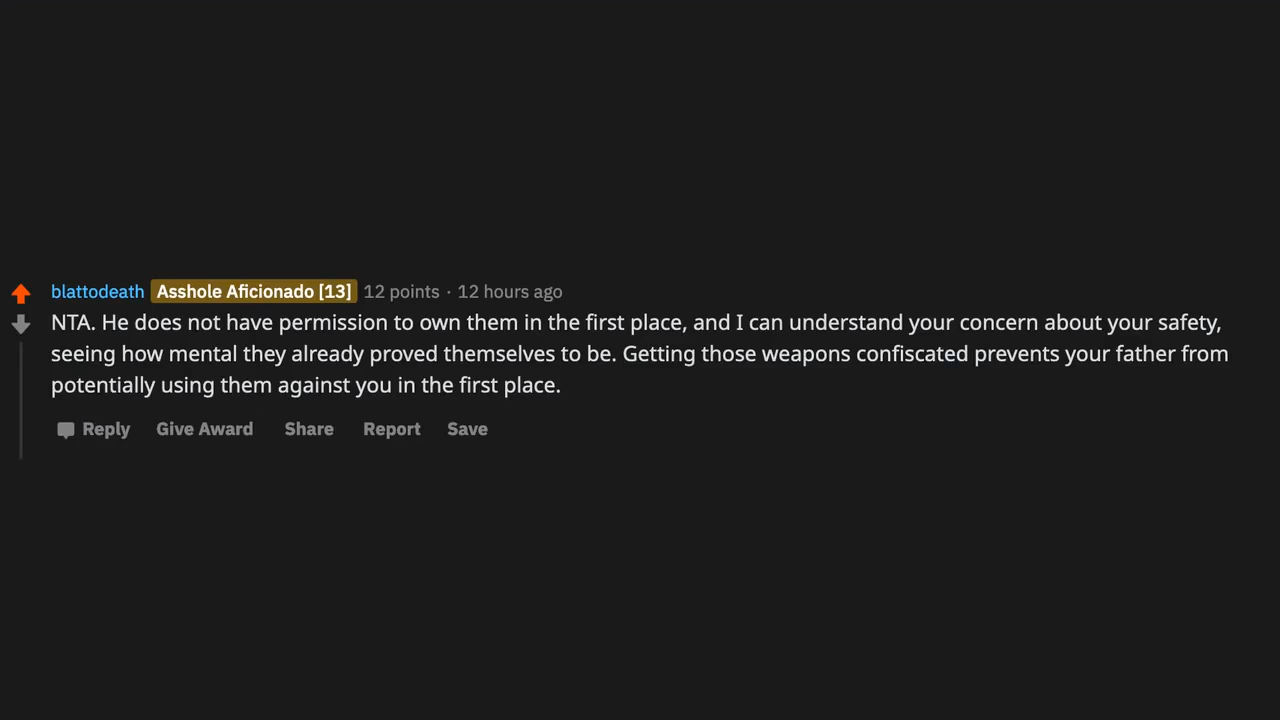 blattodeath Asshole Aficionado [13] 12 points · 12 hours ago
NTA. He does not have permission to own them in the first place, and I can understand your concern about your safety,
seeing how mental they already proved themselves to be. Getting those weapons confiscated prevents your father from
potentially using them against you in the first place.
Reply Give Award Share Report Save